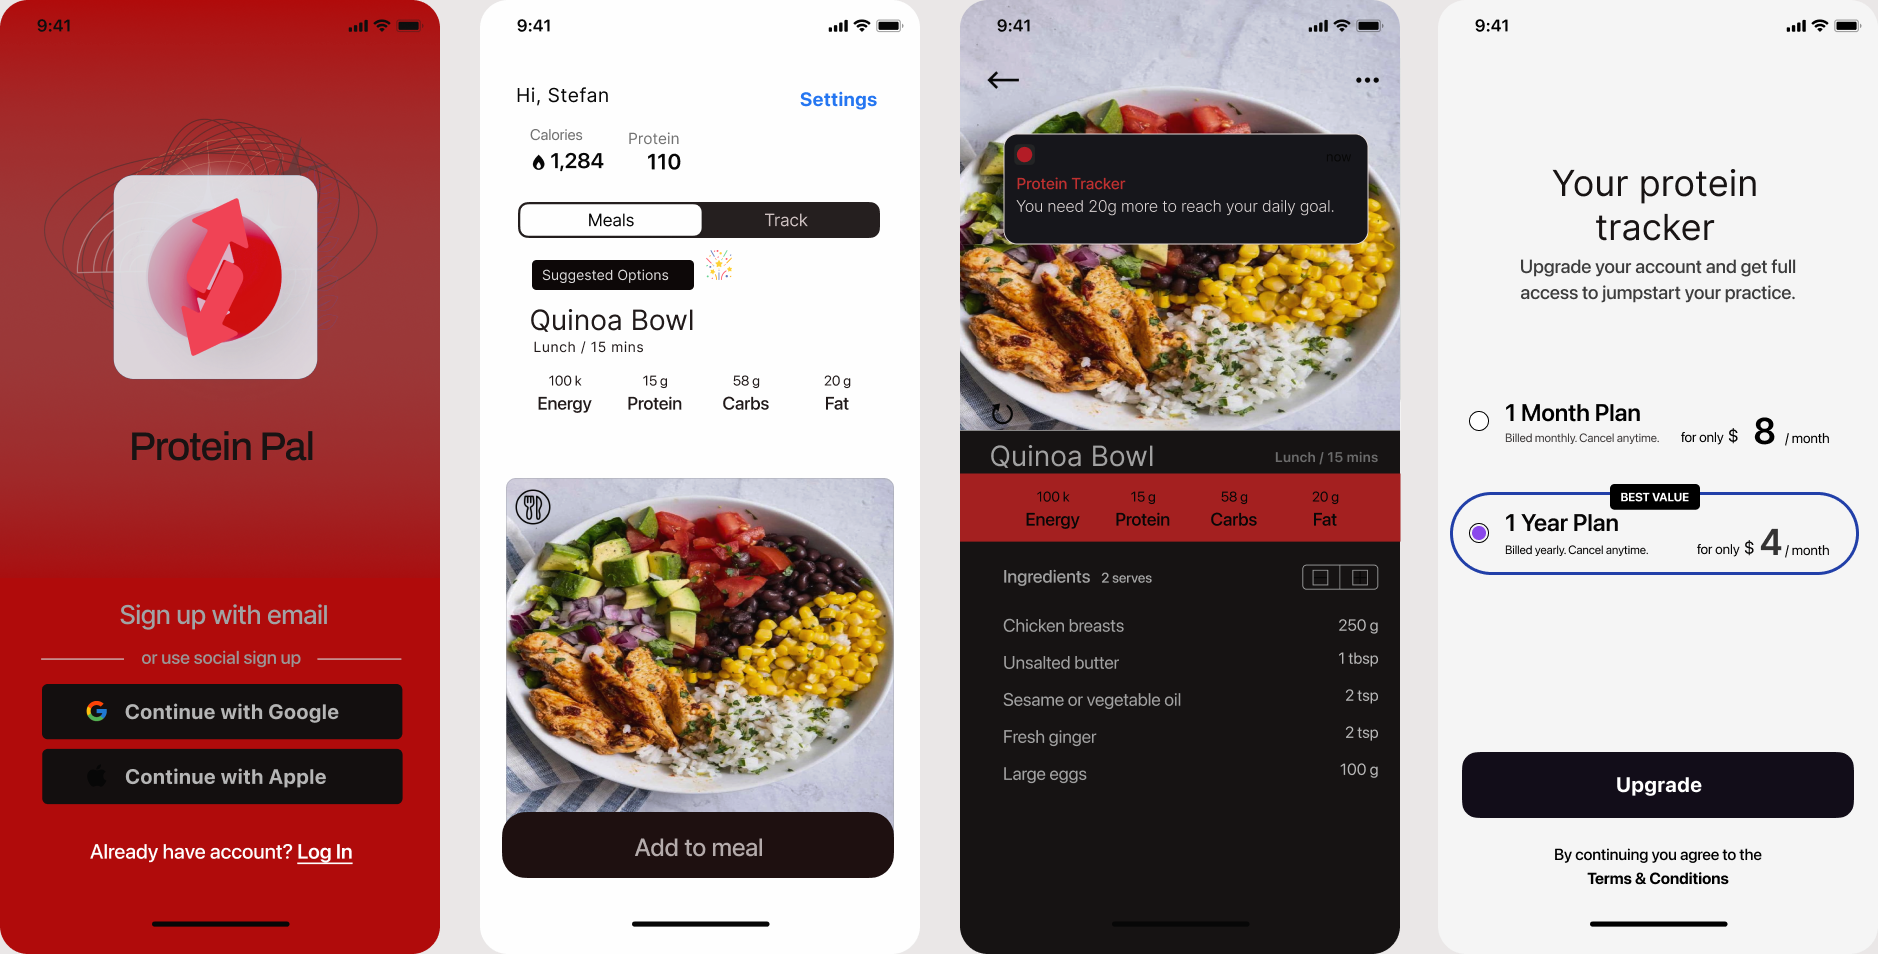 9:41
Protein Pal
Sign up with email
or use social sign up
Continue with Google
Continue with Apple
Already have account? Log In
9:41
Hi, Stefan
Settings
Calories
Protein
1,284
110
Meals
Track
Suggested Options
Quinoa Bowl
Lunch / 15 mins
100 k
15 g
58 g
20 g
Energy
Protein
Carbs
Fat
Add to meal
9:41
now
Protein Tracker
You need 20g more to reach your daily goal.
Quinoa Bowl
Lunch / 15 mins
100 k
15 g
58 g
20 g
Energy
Protein
Carbs
Fat
Ingredients 2 serves
Chicken breasts 250 g
Unsalted butter 1 tbsp
Sesame or vegetable oil 2 tsp
Fresh ginger 2 tsp
Large eggs 100 g
9:41
Your protein
tracker
Upgrade your account and get full
access to jumpstart your practice.
1 Month Plan
Billed monthly. Cancel anytime.
for only $ 8 / month
BEST VALUE
1 Year Plan
Billed yearly. Cancel anytime.
for only $ 4 / month
Upgrade
By continuing you agree to the
Terms & Conditions